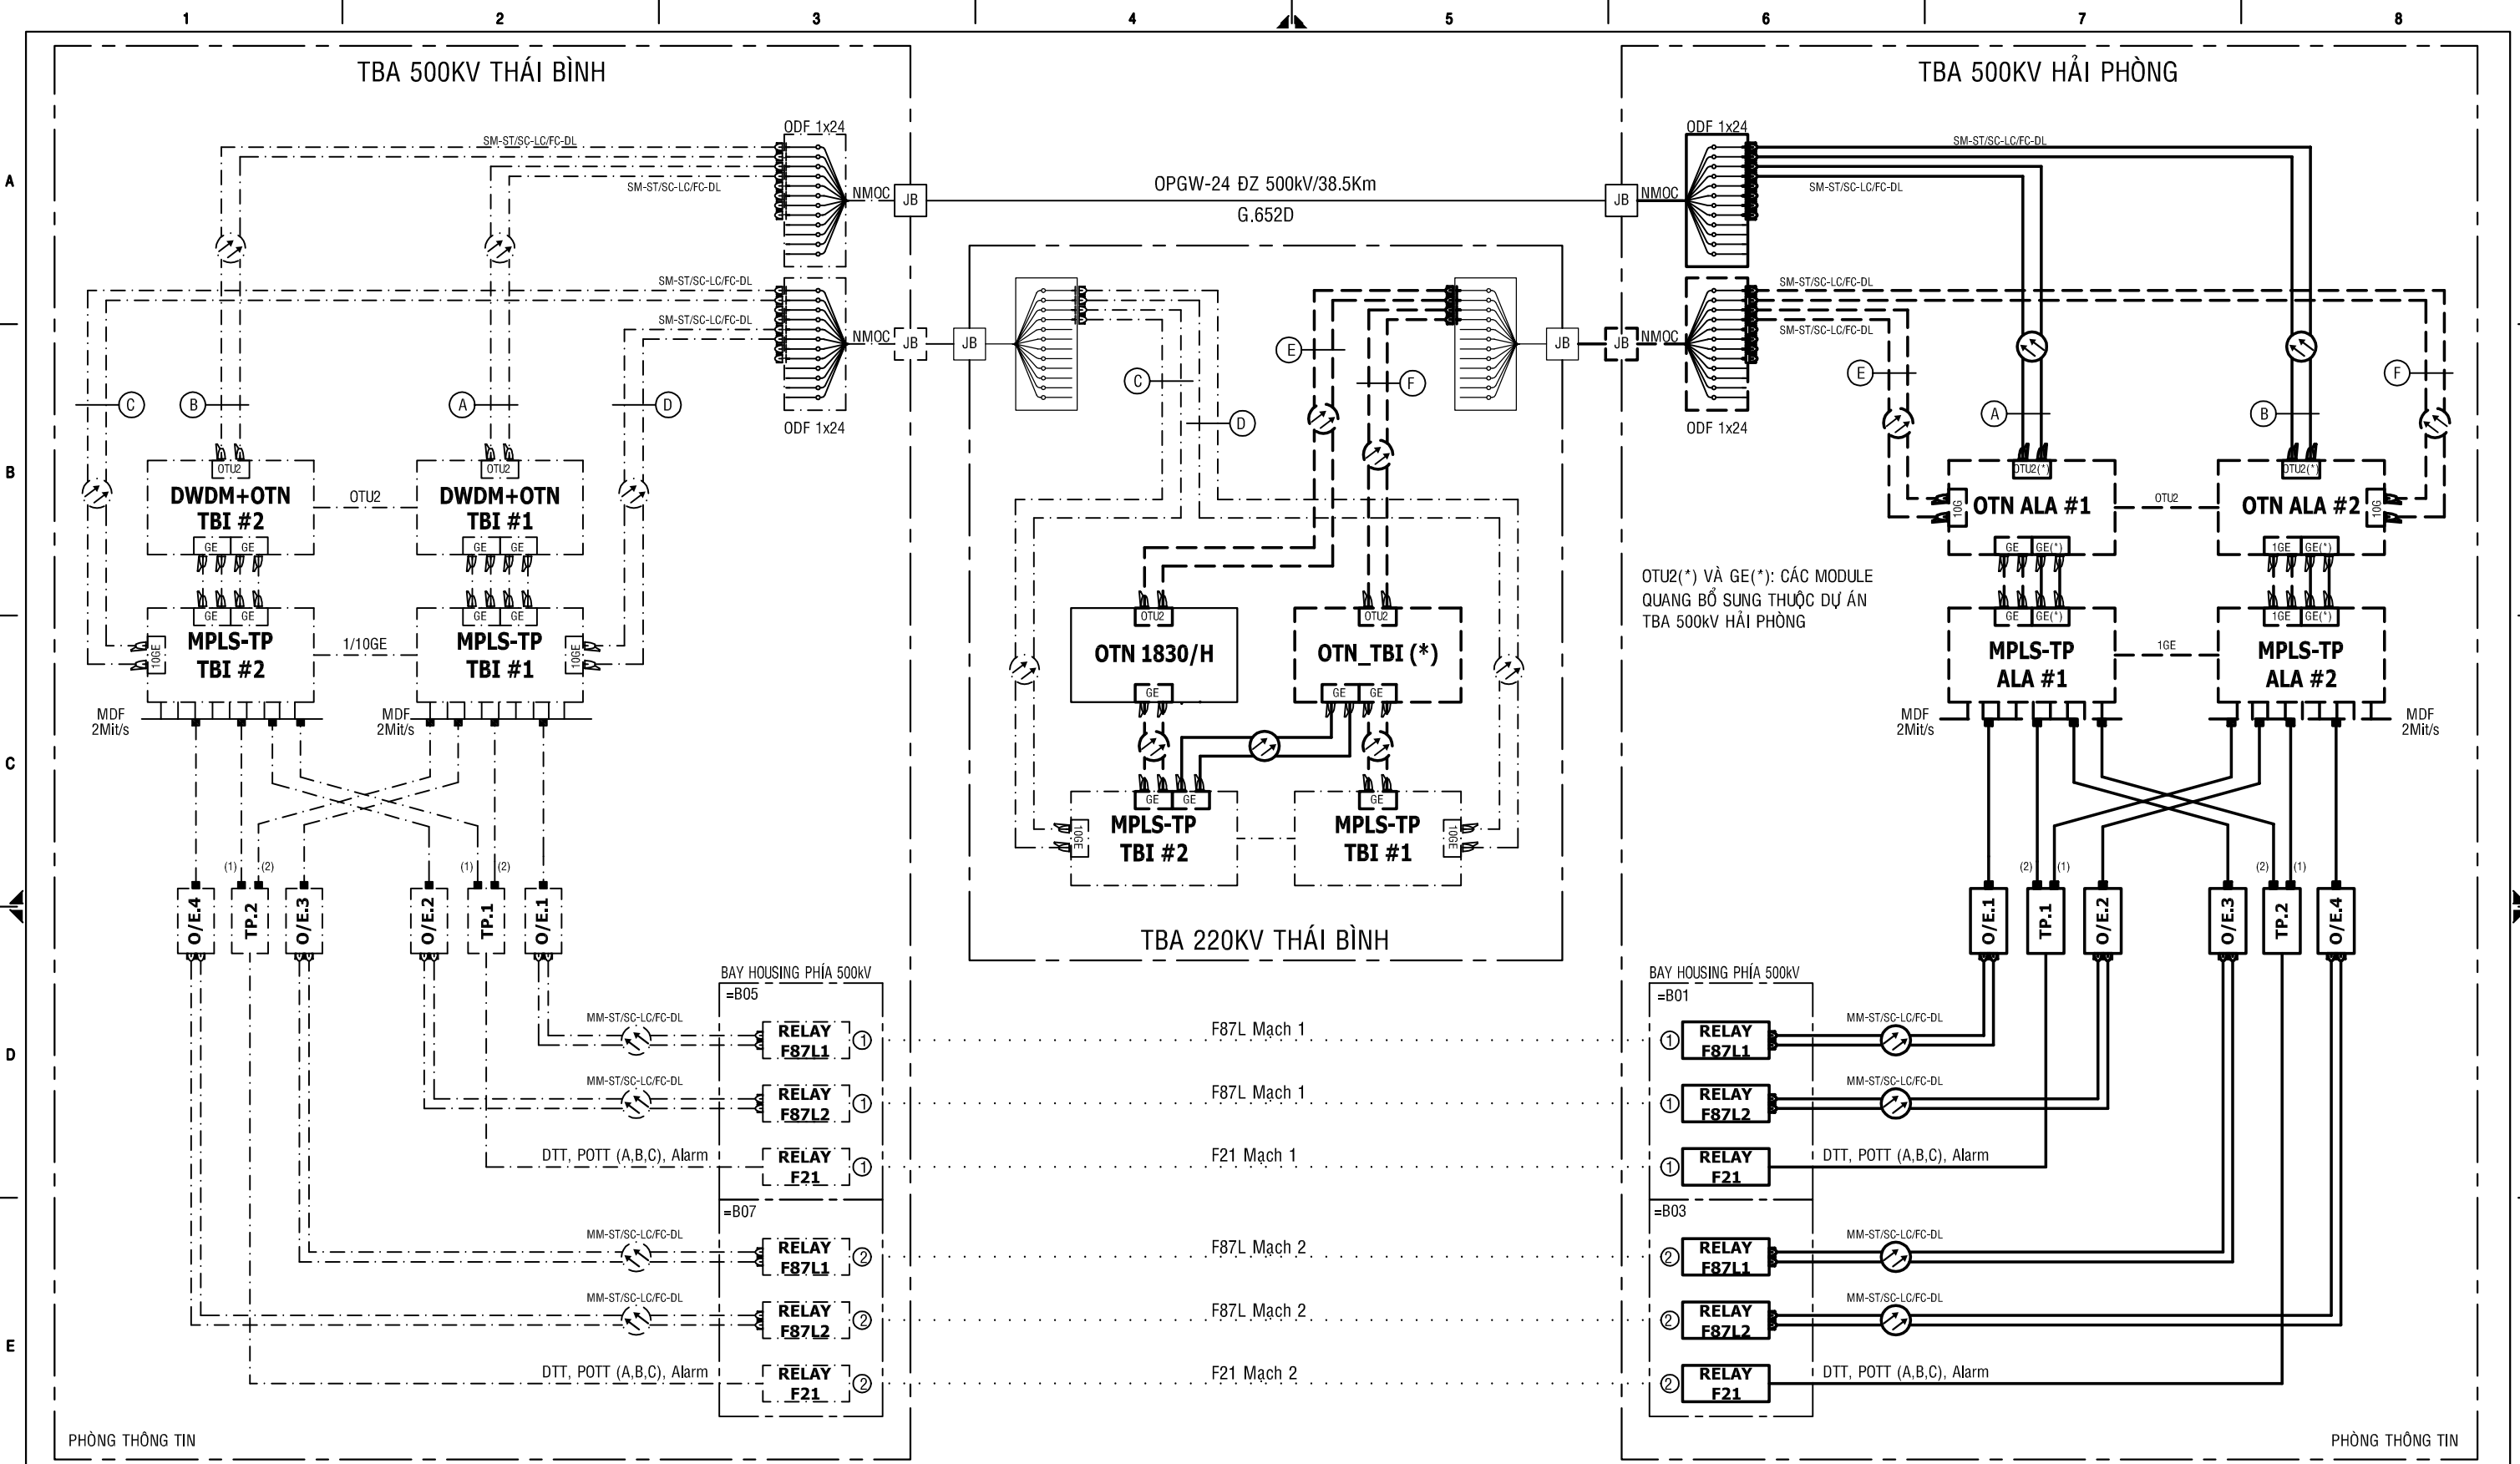 1 2 3 4 5 6 7 8
A
B
C
D
E
TBA 500KV THÁI BÌNH
ODF 1x24
SM-ST/SC-LC/FC-DL
SM-ST/SC-LC/FC-DL
NMOC
JB
SM-ST/SC-LC/FC-DL
SM-ST/SC-LC/FC-DL
NMOC
JB
ODF 1x24
C
B
A
D
OTU2
DWDM+OTN
TBI #2
GE GE
OTU2
OTU2
DWDM+OTN
TBI #1
GE GE
GE GE
MPLS-TP
TBI #2
10GE
1/10GE
GE GE
MPLS-TP
TBI #1
10GE
MDF
2Mit/s
MDF
2Mit/s
(1)
(2)
(1)
(2)
O/E.4
TP.2
O/E.3
O/E.2
TP.1
O/E.1
BAY HOUSING PHÍA 500kV
=B05
MM-ST/SC-LC/FC-DL
RELAY
F87L1
1
MM-ST/SC-LC/FC-DL
RELAY
F87L2
1
DTT, POTT (A,B,C), Alarm
RELAY
F21
1
=B07
MM-ST/SC-LC/FC-DL
RELAY
F87L1
2
MM-ST/SC-LC/FC-DL
RELAY
F87L2
2
DTT, POTT (A,B,C), Alarm
RELAY
F21
2
PHÒNG THÔNG TIN
OPGW-24 ĐZ 500kV/38.5Km
G.652D
JB
JB
C
D
E
F
OTU2
OTN 1830/H
GE
OTU2
OTN_TBI (*)
GE GE
GE GE
MPLS-TP
TBI #2
10GE
GE
MPLS-TP
TBI #1
10GE
TBA 220KV THÁI BÌNH
F87L Mạch 1
F87L Mạch 1
F21 Mạch 1
F87L Mạch 2
F87L Mạch 2
F21 Mạch 2
TBA 500KV HẢI PHÒNG
ODF 1x24
SM-ST/SC-LC/FC-DL
SM-ST/SC-LC/FC-DL
JB
NMOC
SM-ST/SC-LC/FC-DL
SM-ST/SC-LC/FC-DL
JB
NMOC
ODF 1x24
E
A
B
F
OTU2(*)
10G
OTN ALA #1
GE GE(*)
OTU2
OTU2(*)
OTN ALA #2
10G
1GE GE(*)
OTU2(*) VÀ GE(*): CÁC MODULE
QUANG BỔ SUNG THUỘC DỰ ÁN
TBA 500kV HẢI PHÒNG
GE GE(*)
MPLS-TP
ALA #1
1GE
1GE GE(*)
MPLS-TP
ALA #2
MDF
2Mit/s
MDF
2Mit/s
(2)
(1)
(2)
(1)
O/E.1
TP.1
O/E.2
O/E.3
TP.2
O/E.4
BAY HOUSING PHÍA 500kV
=B01
1
RELAY
F87L1
MM-ST/SC-LC/FC-DL
1
RELAY
F87L2
MM-ST/SC-LC/FC-DL
1
RELAY
F21
DTT, POTT (A,B,C), Alarm
=B03
2
RELAY
F87L1
MM-ST/SC-LC/FC-DL
2
RELAY
F87L2
MM-ST/SC-LC/FC-DL
2
RELAY
F21
DTT, POTT (A,B,C), Alarm
PHÒNG THÔNG TIN